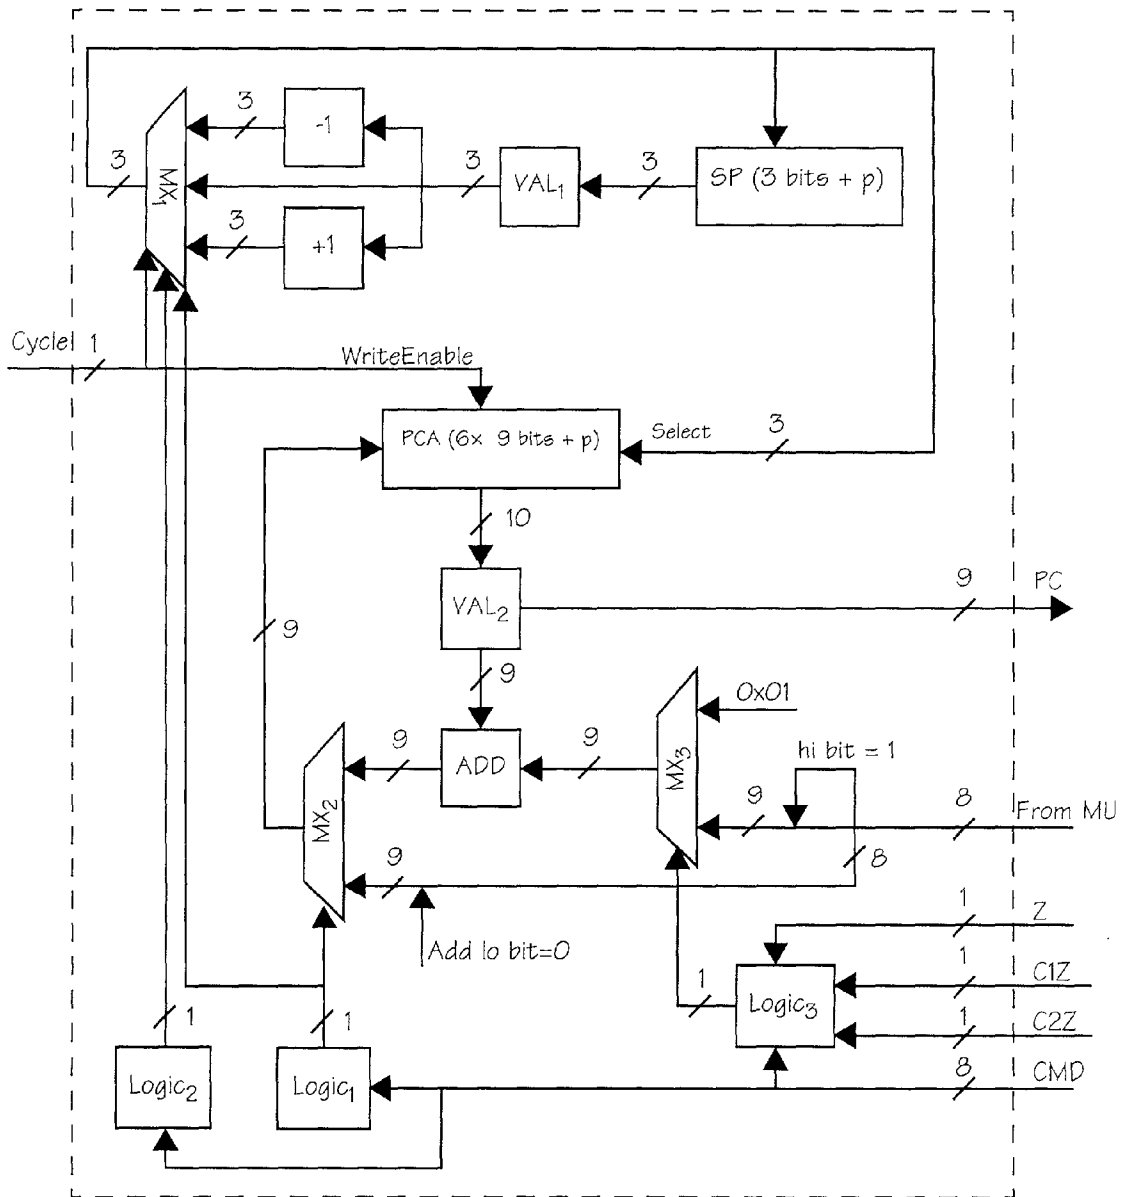 3
-1
3
3
3
MX1
VAL1
SP (3 bits + p)
3
+1
Cycle
1
WriteEnable
PCA (6x 9 bits + p)
Select
3
10
VAL2
9
PC
9
9
0x01
hi bit = 1
9
ADD
9
MX3
9
8
From MU
MX2
9
8
Add lo bit=0
1
Z
1
C1Z
1
Logic3
1
C2Z
1
1
Logic2
Logic1
8
CMD